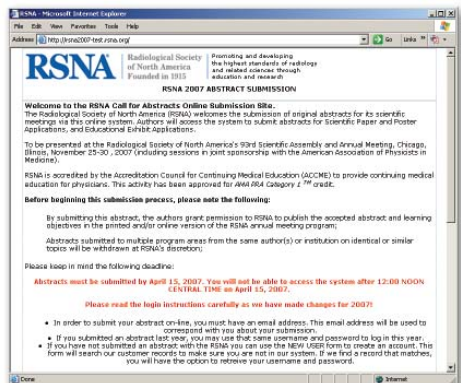 RSNA - Microsoft Internet Explorer
File Edit View Favorites Tools Help
Address http://rsna2007-test.rsna.org/ Go Links
RSNA Radiological Society of North America Founded in 1915
Promoting and developing
the highest standards of radiology
and related sciences through
education and research
RSNA 2007 ABSTRACT SUBMISSION
Welcome to the RSNA Call for Abstracts Online Submission Site.
The Radiological Society of North America (RSNA) welcomes the submission of original abstracts for its scientific
meetings via this online system. Authors will access the system to submit abstracts for Scientific Paper and Poster
Applications, and Educational Exhibit Applications.
To be presented at the Radiological Society of North America's 93rd Scientific Assembly and Annual Meeting, Chicago,
Illinois, November 25-30 , 2007 (including sessions in joint sponsorship with the American Association of Physicists in
Medicine).
RSNA is accredited by the Accreditation Council for Continuing Medical Education (ACCME) to provide continuing medical
education for physicians. This activity has been approved for AMA PRA Category 1 TM credit.
Before beginning this submission process, please note the following:
By submitting this abstract, the authors grant permission to RSNA to publish the accepted abstract and learning
objectives in the printed and/or online version of the RSNA annual meeting program;
Abstracts submitted to multiple program areas from the same author(s) or institution on identical or similar
topics will be withdrawn at RSNA's discretion;
Please keep in mind the following deadline:
Abstracts must be submitted by April 15, 2007. You will not be able to access the system after 12:00 NOON
CENTRAL TIME on April 15, 2007.
Please read the login instructions carefully as we have made changes for 2007!
• In order to submit your abstract on-line, you must have an email address. This email address will be used to
correspond with you about your submission.
• If you submitted an abstract last year, you may use that same username and password to log in this year.
• If you have not submitted an abstract with the RSNA you can use the NEW USER form to create an account. This
form will search our customer records to make sure you are not in our system. If we find a record that matches,
you will have the option to retrieve your username and password.
Done Internet